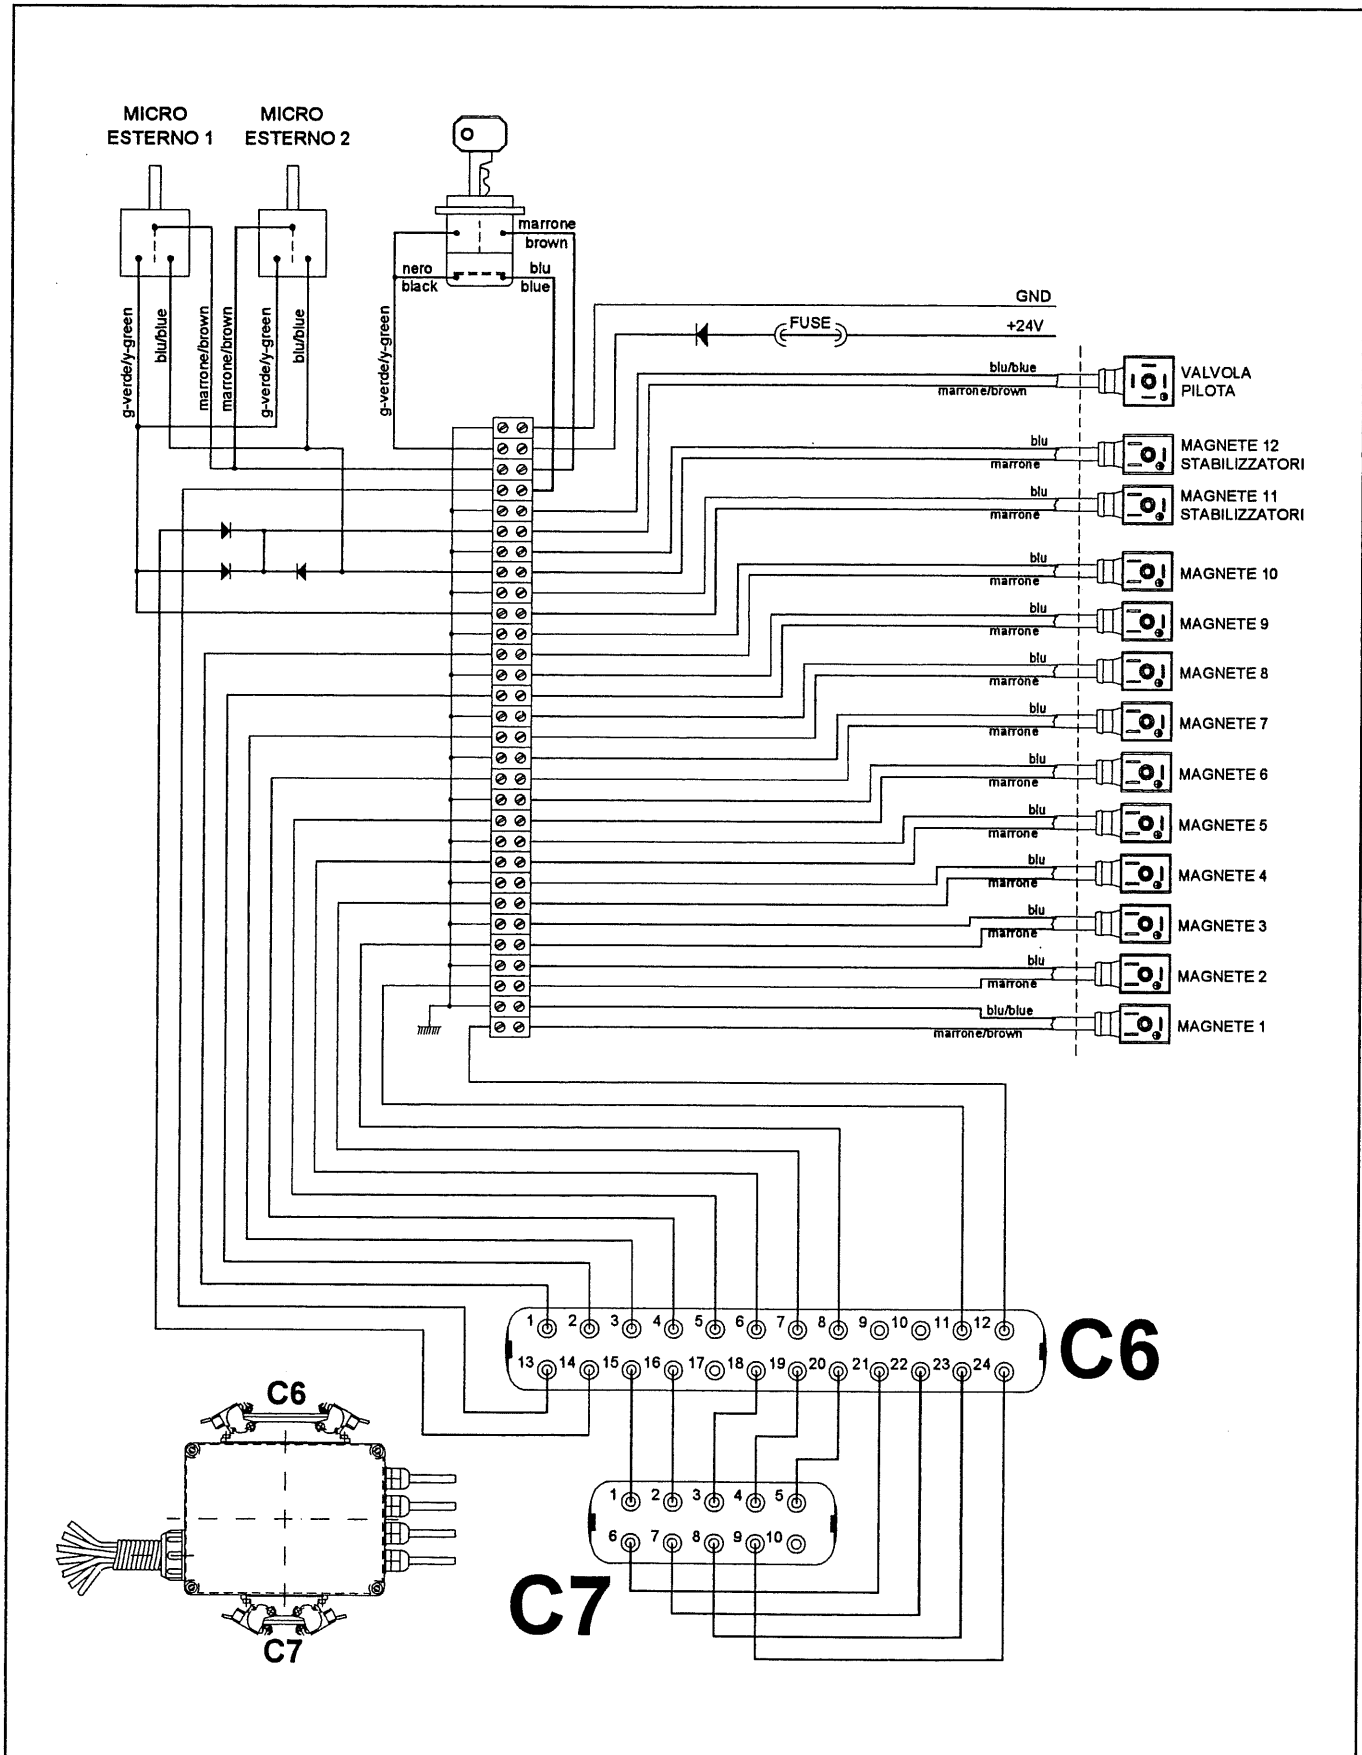 MICRO
ESTERNO 1
MICRO
ESTERNO 2
marrone
brown
nero
black
blu
blue
g-verde/y-green
blu/blue
marrone/brown
marrone/brown
g-verde/y-green
blu/blue
g-verde/y-green
GND
FUSE
+24V
blu/blue
marrone/brown
VALVOLA
PILOTA
blu
marrone
MAGNETE 12
STABILIZZATORI
blu
marrone
MAGNETE 11
STABILIZZATORI
blu
marrone
MAGNETE 10
blu
marrone
MAGNETE 9
blu
marrone
MAGNETE 8
blu
marrone
MAGNETE 7
blu
marrone
MAGNETE 6
blu
marrone
MAGNETE 5
blu
marrone
MAGNETE 4
blu
marrone
MAGNETE 3
blu
marrone
MAGNETE 2
blu/blue
marrone/brown
MAGNETE 1
1 2 3 4 5 6 7 8 9 10 11 12
13 14 15 16 17 18 19 20 21 22 23 24
C6
1 2 3 4 5
6 7 8 9 10
C7
C6
C7